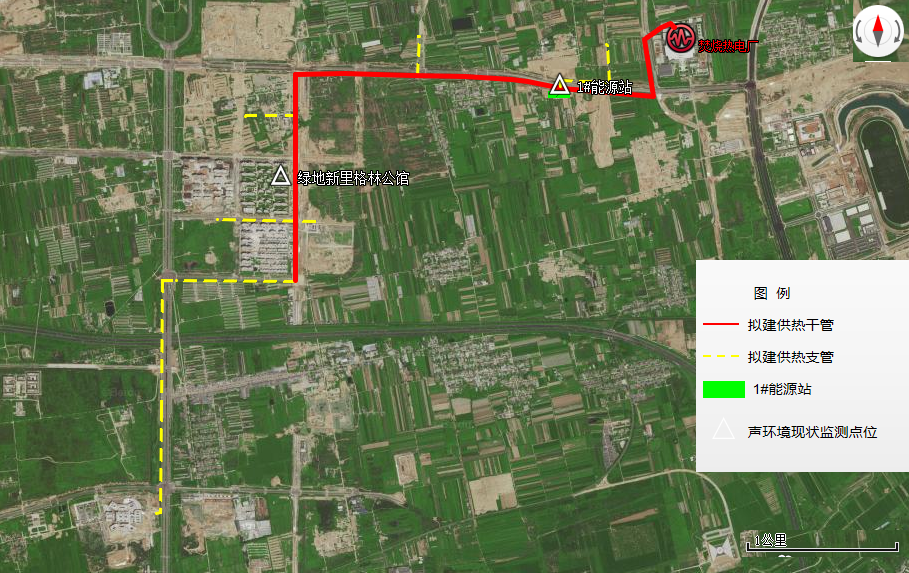 焚烧热电厂
1#能源站
绿地新里格林公馆
图 例
拟建供热干管
拟建供热支管
1#能源站
声环境现状监测点位
1公里